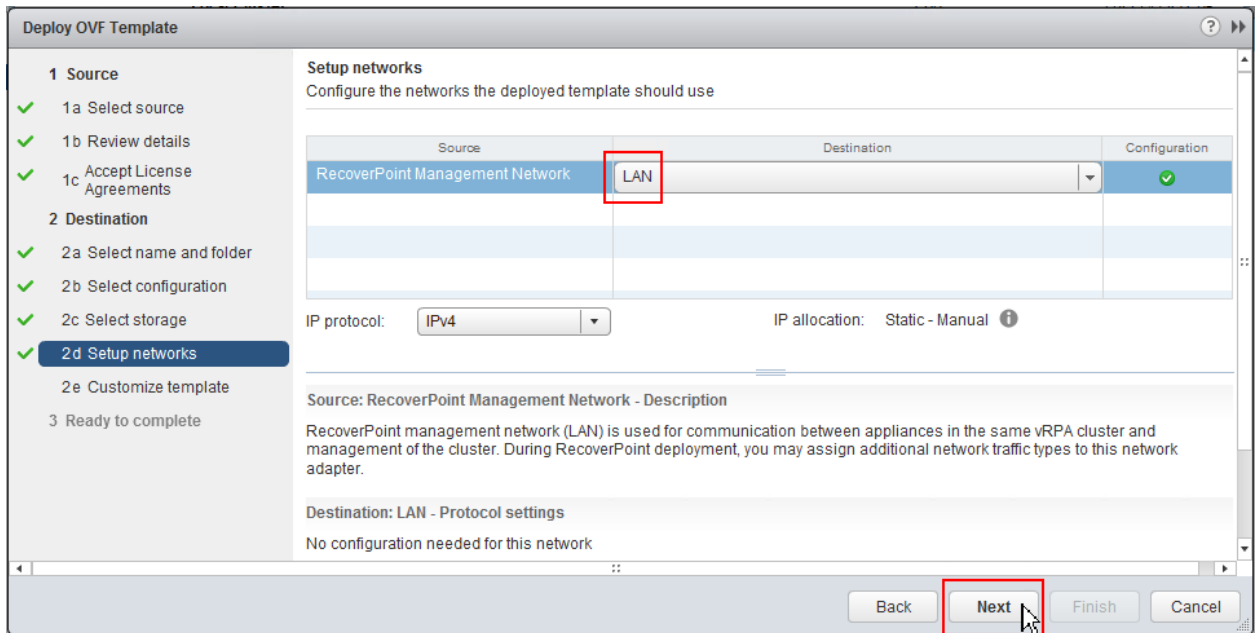 Deploy OVF Template
?
1 Source
1a Select source
1b Review details
1c Accept License
Agreements
2 Destination
2a Select name and folder
2b Select configuration
2c Select storage
2d Setup networks
2e Customize template
3 Ready to complete
Setup networks
Configure the networks the deployed template should use
Source Destination Configuration
RecoverPoint Management Network LAN
IP protocol: IPv4 IP allocation: Static - Manual
Source: RecoverPoint Management Network - Description
RecoverPoint management network (LAN) is used for communication between appliances in the same vRPA cluster and
management of the cluster. During RecoverPoint deployment, you may assign additional network traffic types to this network
adapter.
Destination: LAN - Protocol settings
No configuration needed for this network
Back Next Finish Cancel